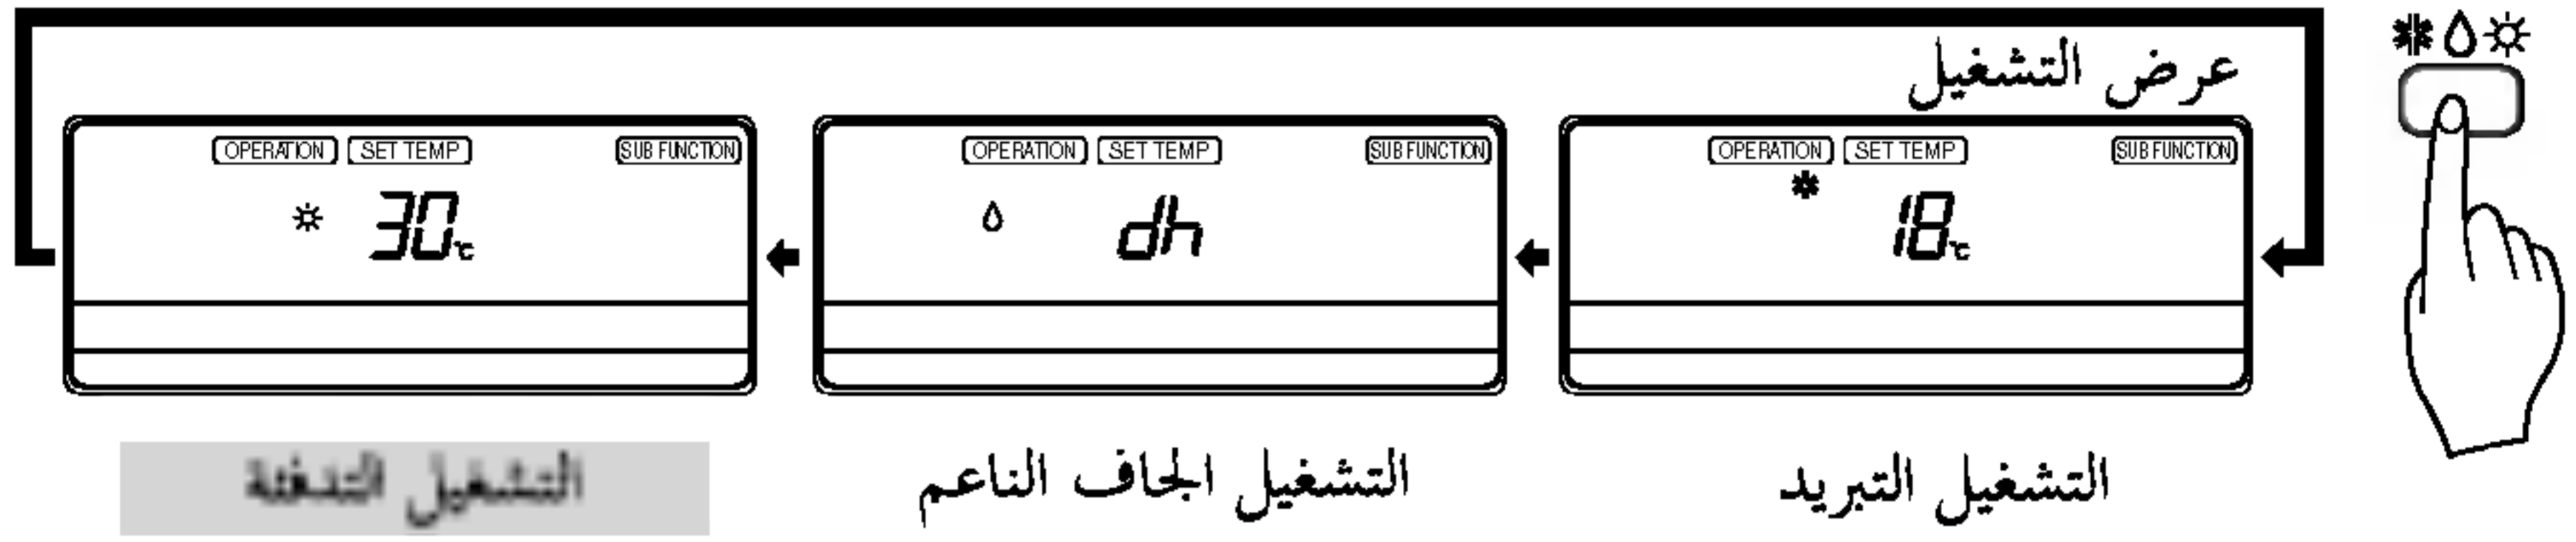 عرض التشغيل
OPERATION SET TEMP SUB FUNCTION
18°c
التشغيل التبريد
OPERATION SET TEMP SUB FUNCTION
dh
التشغيل الجاف الناعم
OPERATION SET TEMP SUB FUNCTION
30°c
التشغيل التدفئة